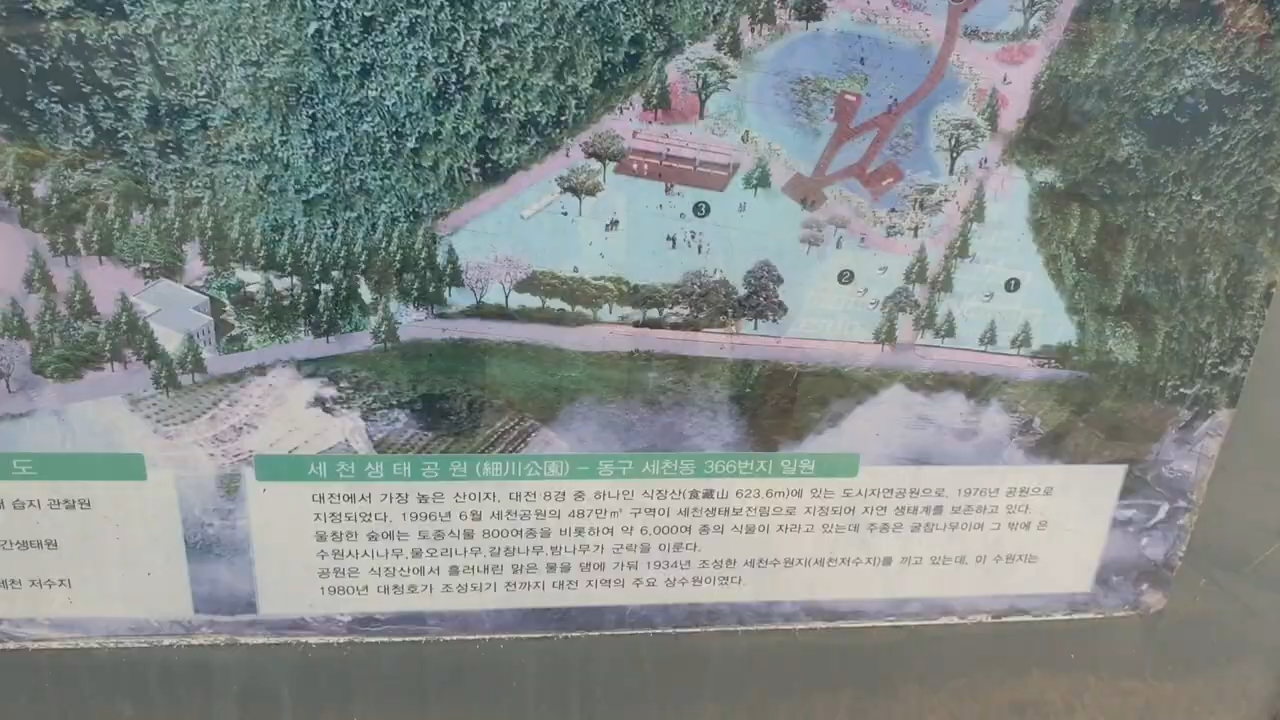 3
2
1
도
습지 관찰원
간생태원
세천 저수지
세천생태공원(細川公園) - 동구 세천동 366번지 일원
대전에서 가장 높은 산이자, 대전 8경 중 하나인 식장산(食藏山 623.6m)에 있는 도시자연공원으로, 1976년 공원으로
지정되었다. 1996년 6월 세천공원의 487만㎡ 구역이 세천생태보전림으로 지정되어 자연 생태계를 보존하고 있다.
울창한 숲에는 토종식물 800여종을 비롯하여 약 6,000여 종의 식물이 자라고 있는데 주종은 굴참나무이며 그 밖에 은
수원사시나무,물오리나무,갈참나무,밤나무가 군락을 이룬다.
공원은 식장산에서 흘러내린 맑은 물을 댐에 가둬 1934년 조성한 세천수원지(세천저수지)를 끼고 있는데, 이 수원지는
1980년 대청호가 조성되기 전까지 대전 지역의 주요 상수원이였다.